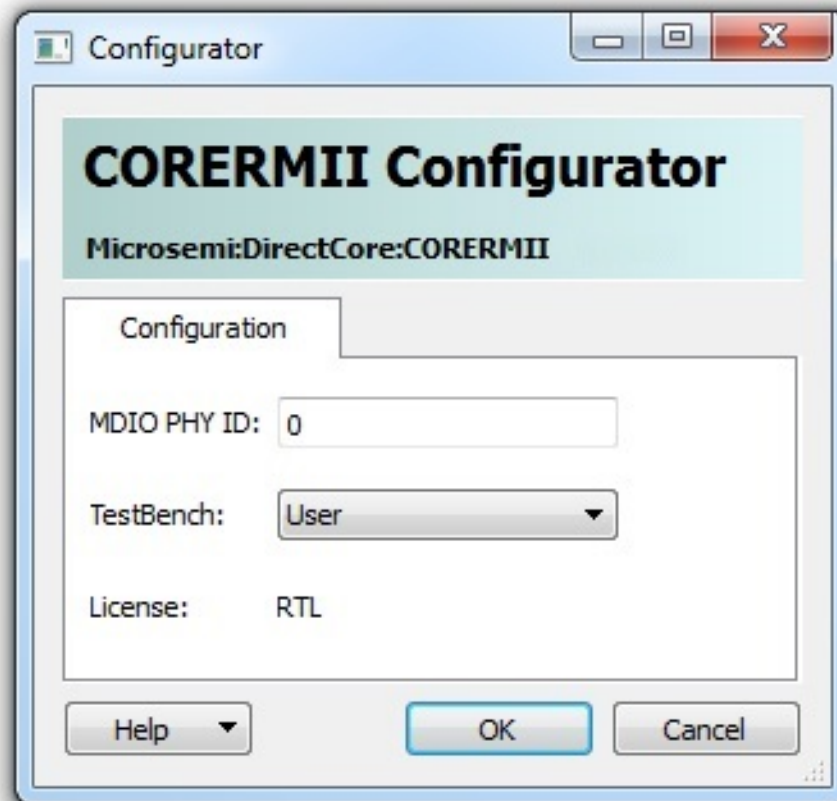 Configurator
CORERMII Configurator
Microsemi:DirectCore:CORERMII
Configuration
MDIO PHY ID: 0
TestBench: User
License: RTL
Help OK Cancel